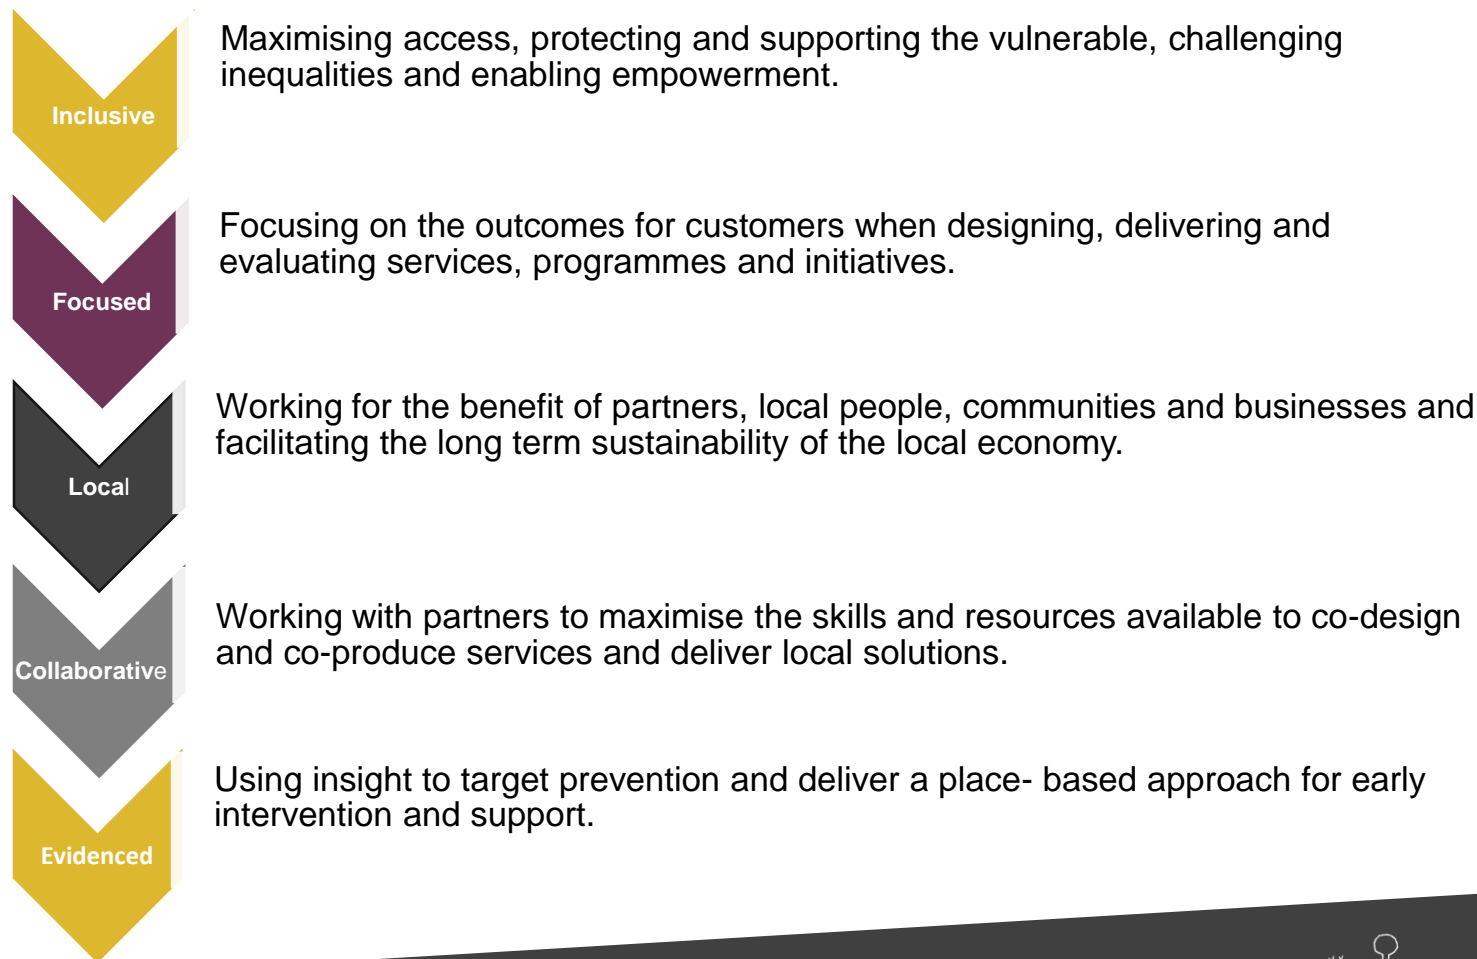 Maximising access, protecting and supporting the vulnerable, challenging
inequalities and enabling empowerment.
Inclusive
Focusing on the outcomes for customers when designing, delivering and
evaluating services, programmes and initiatives.
Focused
Working for the benefit of partners, local people, communities and businesses and
facilitating the long term sustainability of the local economy.
Local
Working with partners to maximise the skills and resources available to co-design
and co-produce services and deliver local solutions.
Collaborative
Using insight to target prevention and deliver a place- based approach for early
intervention and support.
Evidenced